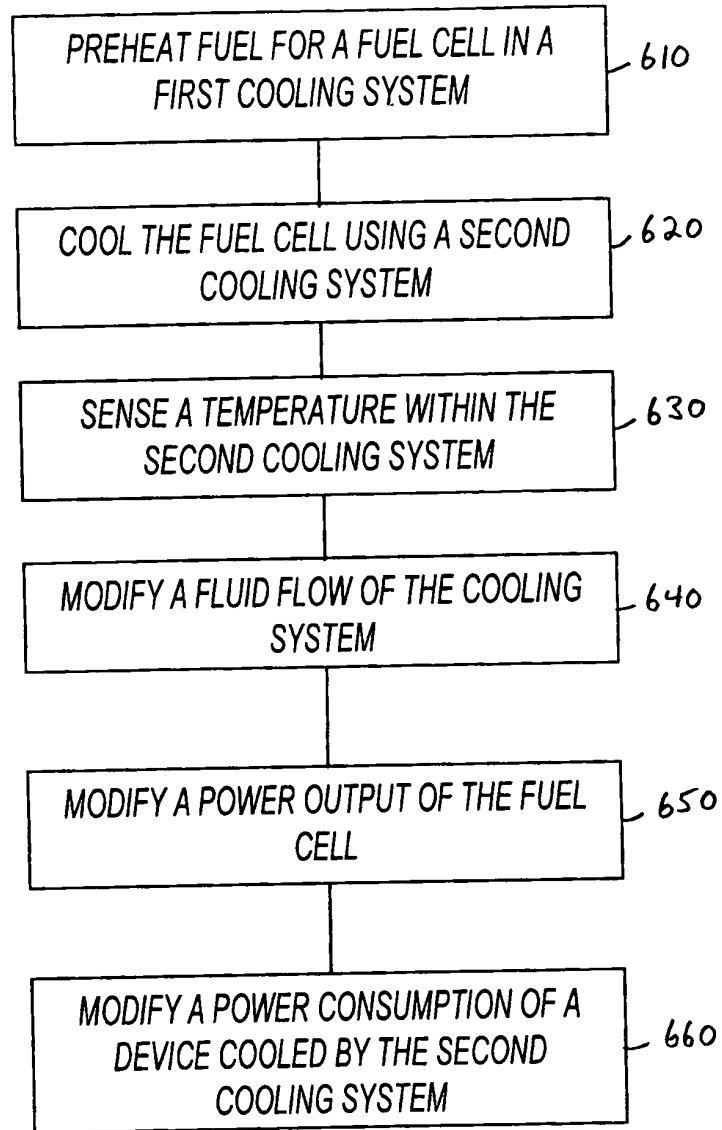 PREHEAT FUEL FOR A FUEL CELL IN A
FIRST COOLING SYSTEM
610
COOL THE FUEL CELL USING A SECOND
COOLING SYSTEM
620
SENSE A TEMPERATURE WITHIN THE
SECOND COOLING SYSTEM
630
MODIFY A FLUID FLOW OF THE COOLING
SYSTEM
640
MODIFY A POWER OUTPUT OF THE FUEL
CELL
650
MODIFY A POWER CONSUMPTION OF A
DEVICE COOLED BY THE SECOND
COOLING SYSTEM
660